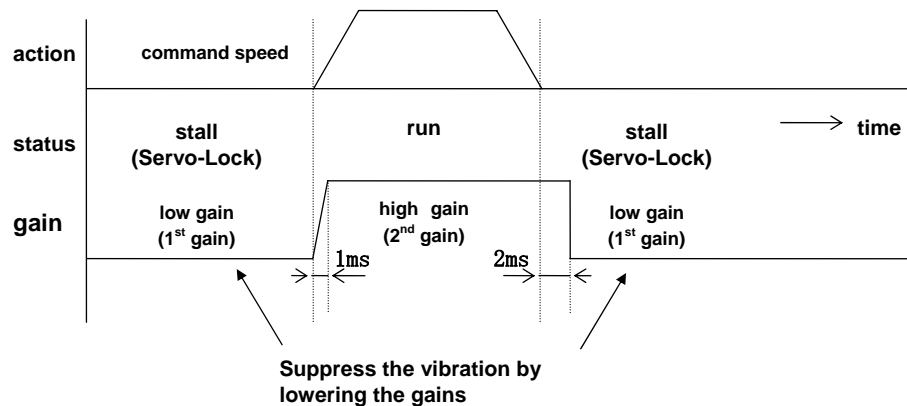 action
command speed
status
stall
(Servo-Lock)
run
stall
(Servo-Lock)
time
gain
low gain
(1st gain)
high gain
(2nd gain)
low gain
(1st gain)
1ms
2ms
Suppress the vibration by
lowering the gains